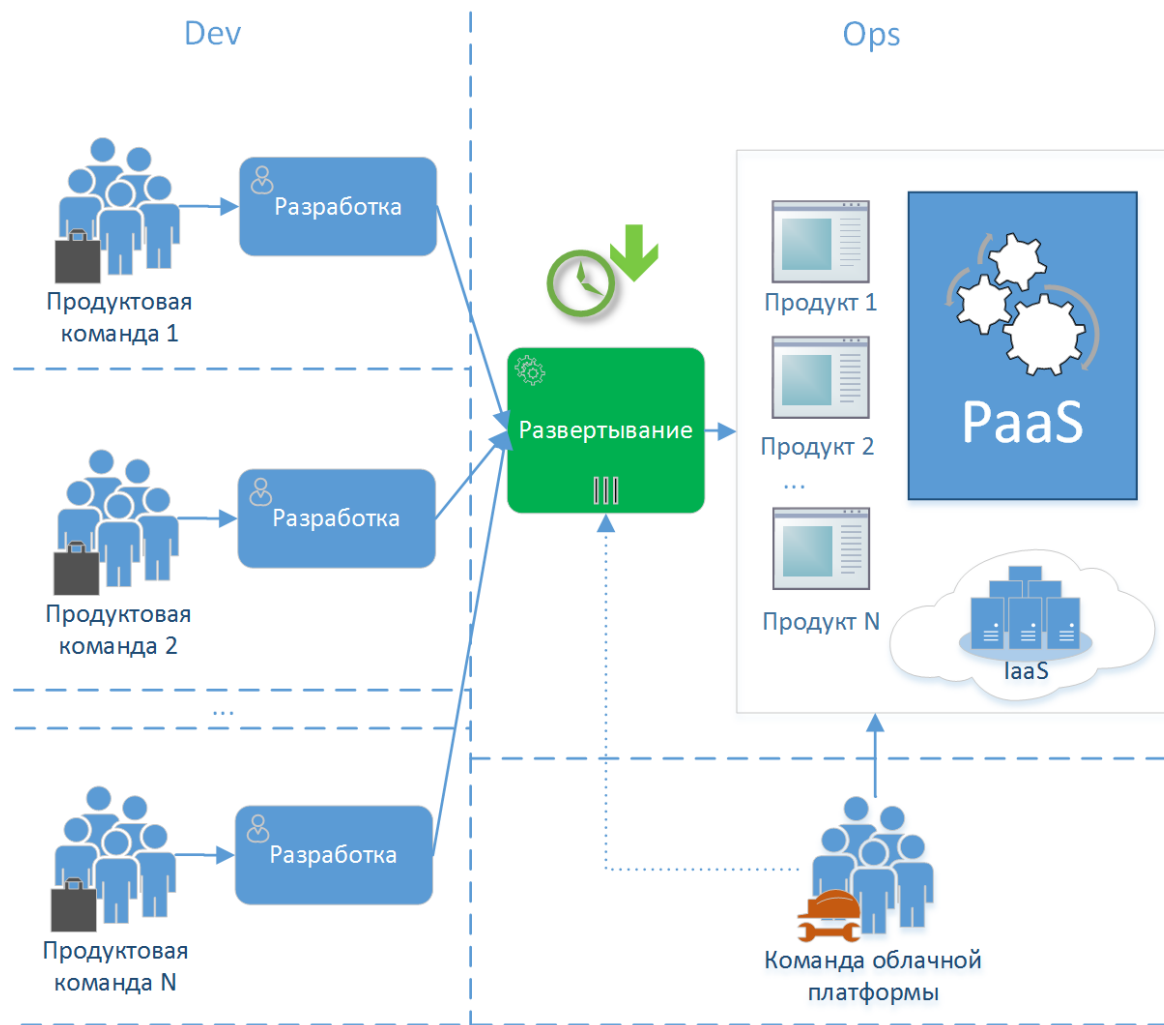 Dev
Ops
Разработка
Продуктовая
команда 1
Продукт 1
PaaS
Развертывание
Продукт 2
...
Разработка
Продуктовая
команда 2
Продукт N
IaaS
...
Разработка
Продуктовая
команда N
Команда облачной
платформы